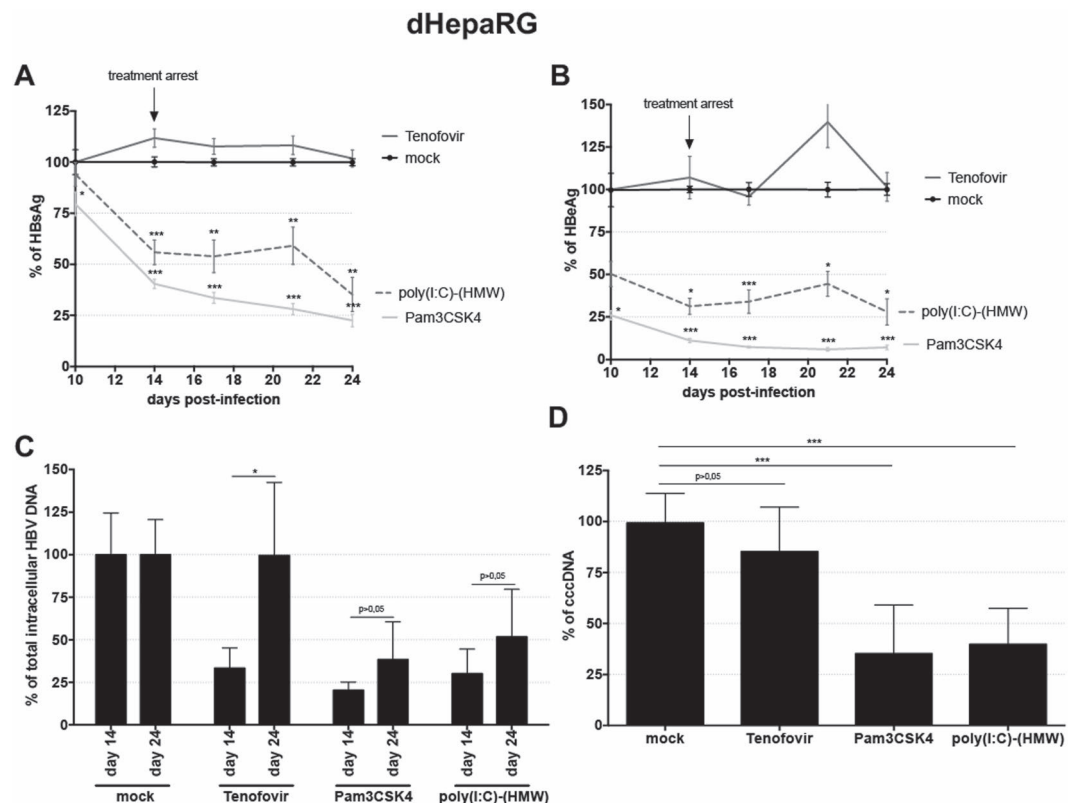 dHepaRG
A
treatment arrest
% of HBsAg
125
100
75
50
25
0
10 12 14 16 18 20 22 24
days post-infection
Tenofovir
mock
poly(I:C)-(HMW)
Pam3CSK4
*
*** ** ** **
*** *** *** ***
B
treatment arrest
% of HBeAg
150
125
100
75
50
25
0
10 12 14 16 18 20 22 24
days post-infection
Tenofovir
mock
poly(I:C)-(HMW)
Pam3CSK4
* *** * *
* *** *** *** ***
C
% of total intracellular HBV DNA
150
125
100
75
50
25
0
*
p>0,05
p>0,05
day 14 day 24 day 14 day 24 day 14 day 24 day 14 day 24
mock Tenofovir Pam3CSK4 poly(I:C)-(HMW)
D
% of cccDNA
125
100
75
50
25
0
***
***
p>0,05
mock Tenofovir Pam3CSK4 poly(I:C)-(HMW)